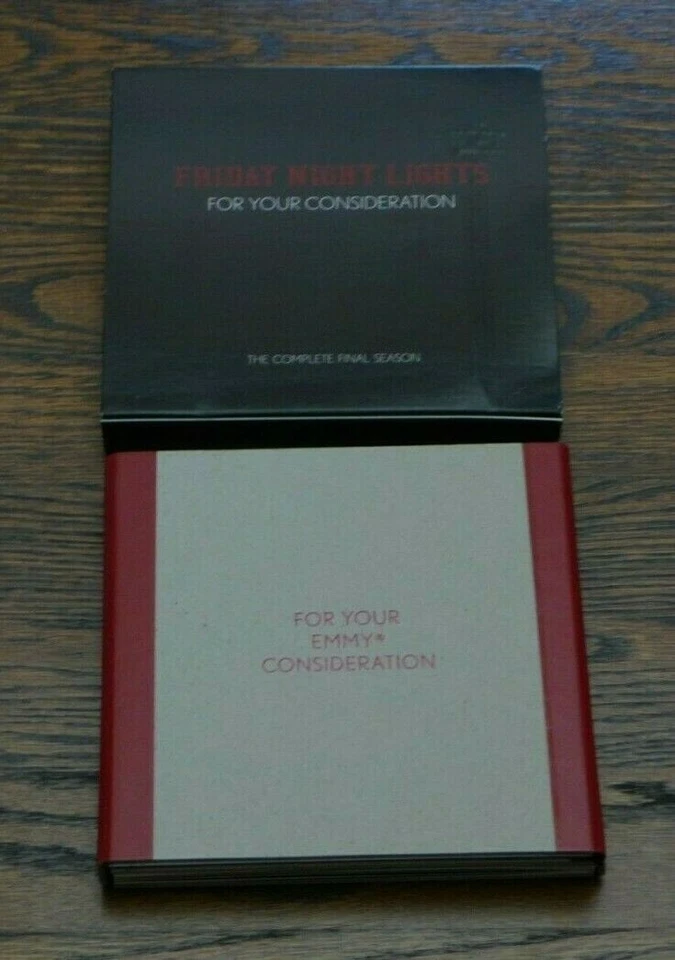 FRIDAY NIGHT LIGHTS
FOR YOUR CONSIDERATION
THE COMPLETE FINAL SEASON
FOR YOUR
EMMY®
CONSIDERATION